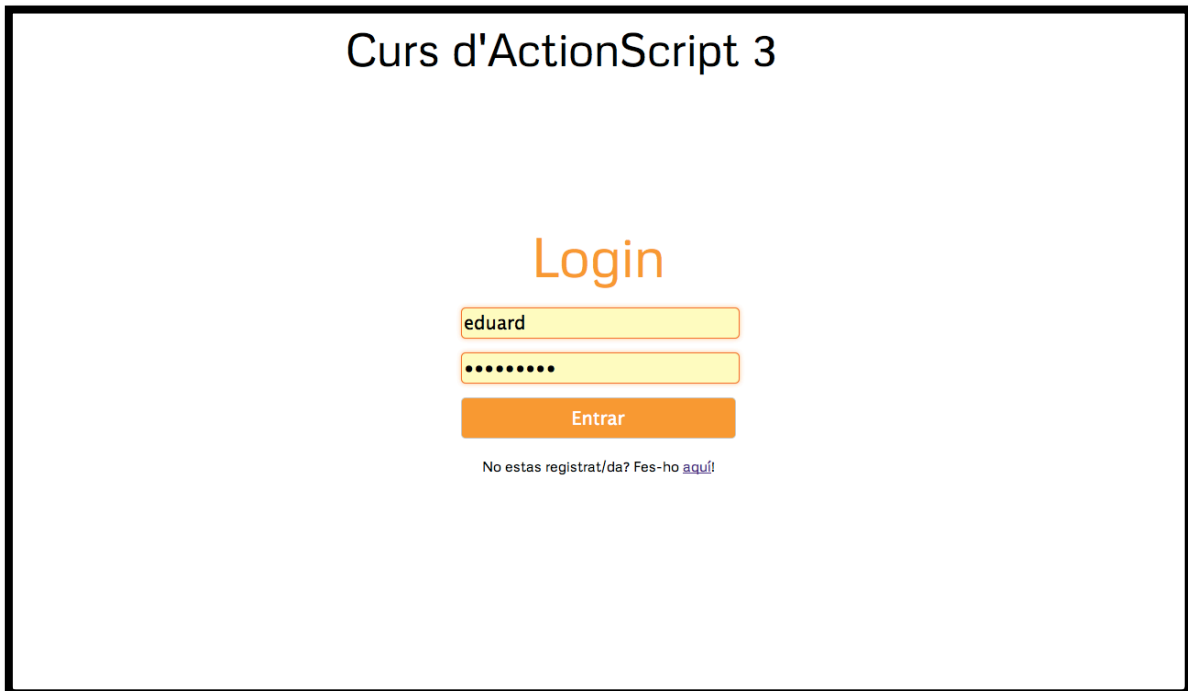 Curs d'ActionScript 3
Login
eduard
•••••••••
Entrar
No estas registrat/da? Fes-ho aquí!